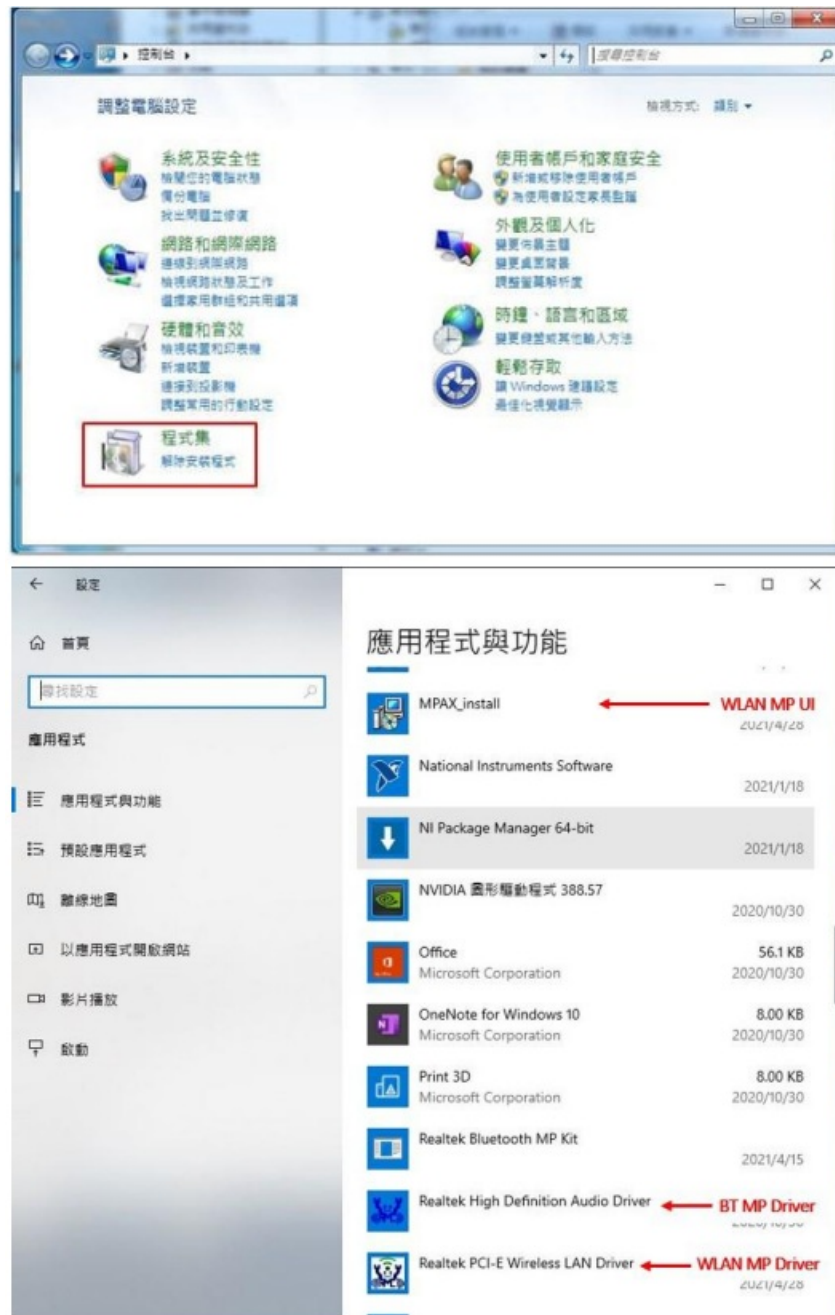 控制台
搜尋控制台
調整電腦設定
檢視方式: 類別
系統及安全性
檢閱您的電腦狀態
備份電腦
找出問題並修復
網路和網際網路
連線到網際網路
檢視網路狀態及工作
選擇家用群組和共用選項
硬體和音效
檢視裝置和印表機
新增裝置
連接到投影機
調整常用的行動設定
程式集
解除安裝程式
使用者帳戶和家庭安全
新增或移除使用者帳戶
為使用者設定家長監護
外觀及個人化
變更佈景主題
變更桌面背景
調整螢幕解析度
時鐘、語言和區域
變更鍵盤或其他輸入方法
輕鬆存取
讓 Windows 建議設定
最佳化視覺顯示
設定
首頁
尋找設定
應用程式
應用程式與功能
預設應用程式
離線地圖
以應用程式開啟網站
影片播放
啟動
應用程式與功能
MPAX_install
WLAN MP UI
2021/4/28
National Instruments Software
2021/1/18
NI Package Manager 64-bit
2021/1/18
NVIDIA 圖形驅動程式 388.57
2020/10/30
Office
56.1 KB
Microsoft Corporation
2020/10/30
OneNote for Windows 10
8.00 KB
Microsoft Corporation
2020/10/30
Print 3D
8.00 KB
Microsoft Corporation
2020/10/30
Realtek Bluetooth MP Kit
2021/4/15
Realtek High Definition Audio Driver
BT MP Driver
Realtek PCI-E Wireless LAN Driver
WLAN MP Driver
2021/4/28